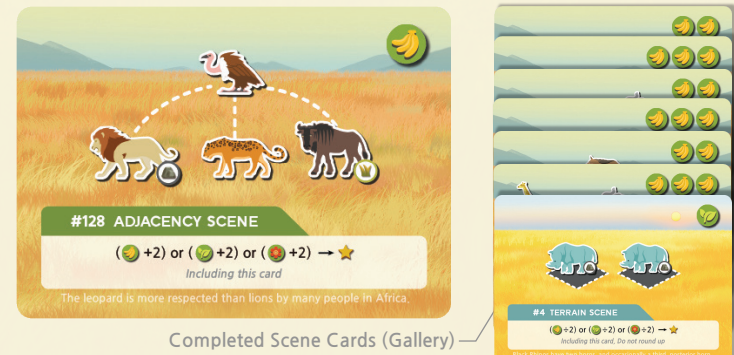 #128 ADJACENCY SCENE
( +2) or ( +2) or ( +2) →
Including this card
The leopard is more respected than lions by many people in Africa.
#4 TERRAIN SCENE
( ÷2) or ( ÷2) or ( ÷2) →
Including this card, Do not round up
Completed Scene Cards (Gallery)